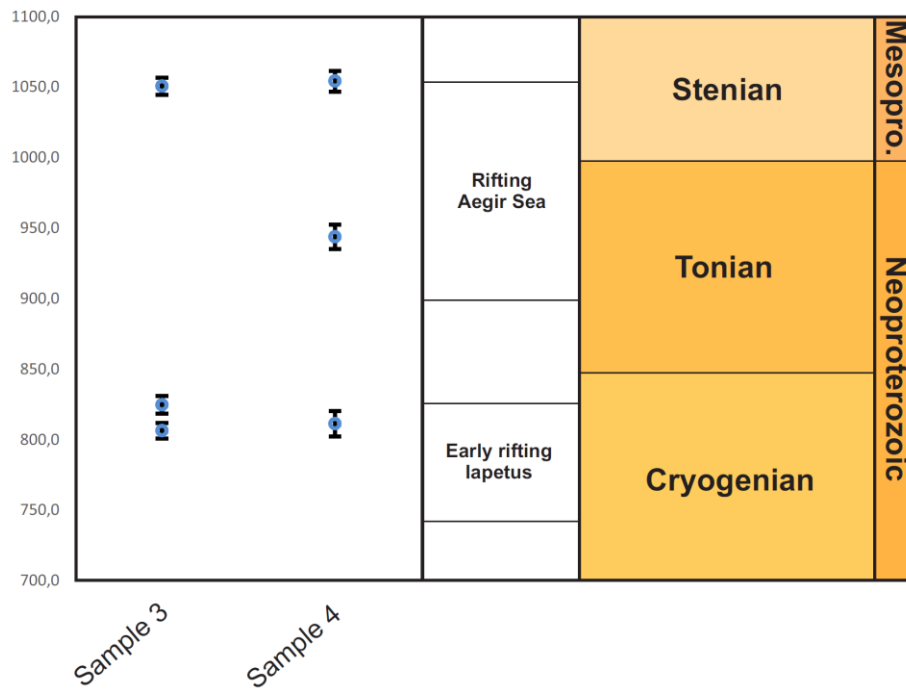 1100,0
1050,0
1000,0
950,0
900,0
850,0
800,0
750,0
700,0
Sample 3
Sample 4
Rifting
Aegir Sea
Early rifting
Iapetus
Stenian
Tonian
Cryogenian
Mesopro.
Neoproterozoic